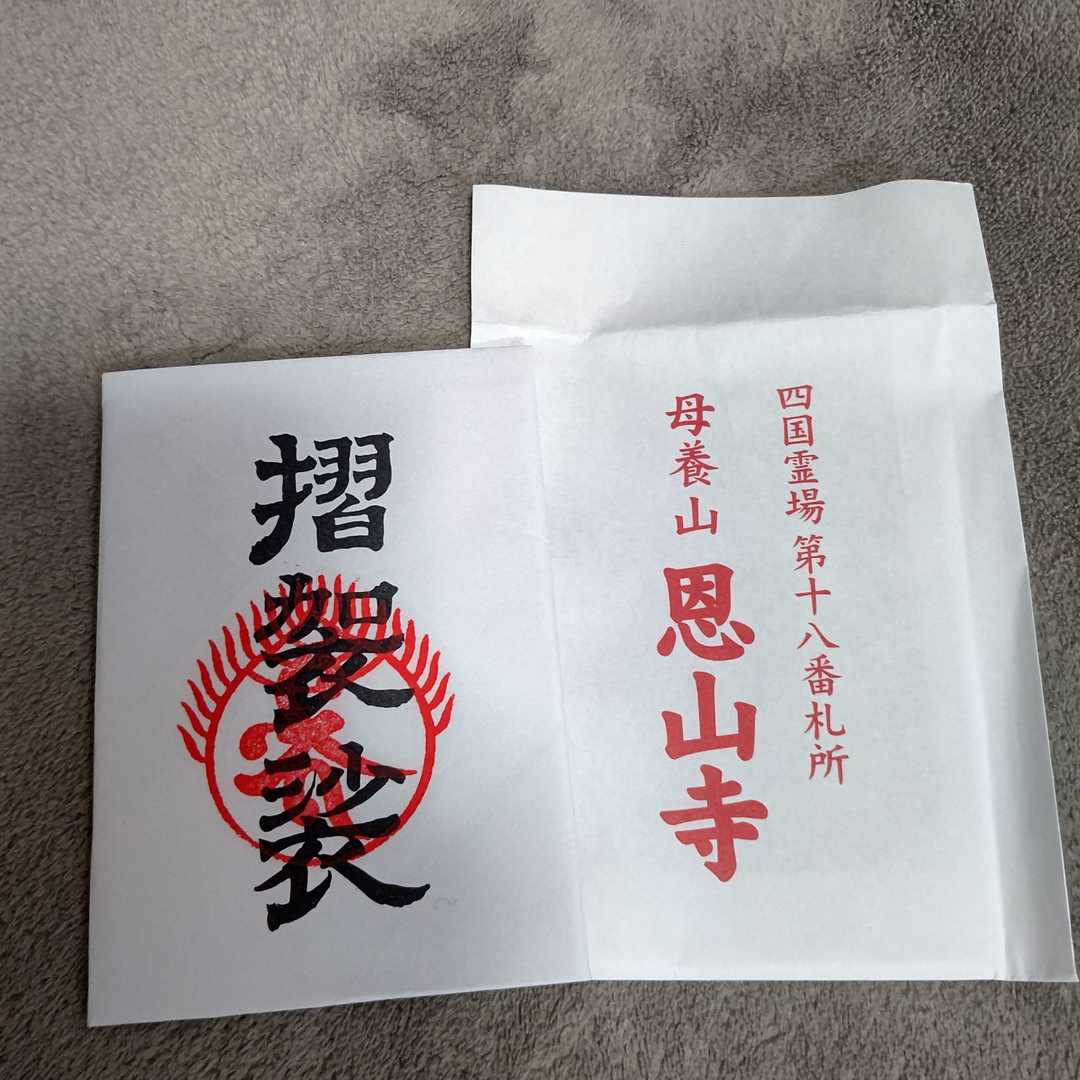 摺袈裟
四国霊場第十八番札所
母養山 恩山寺